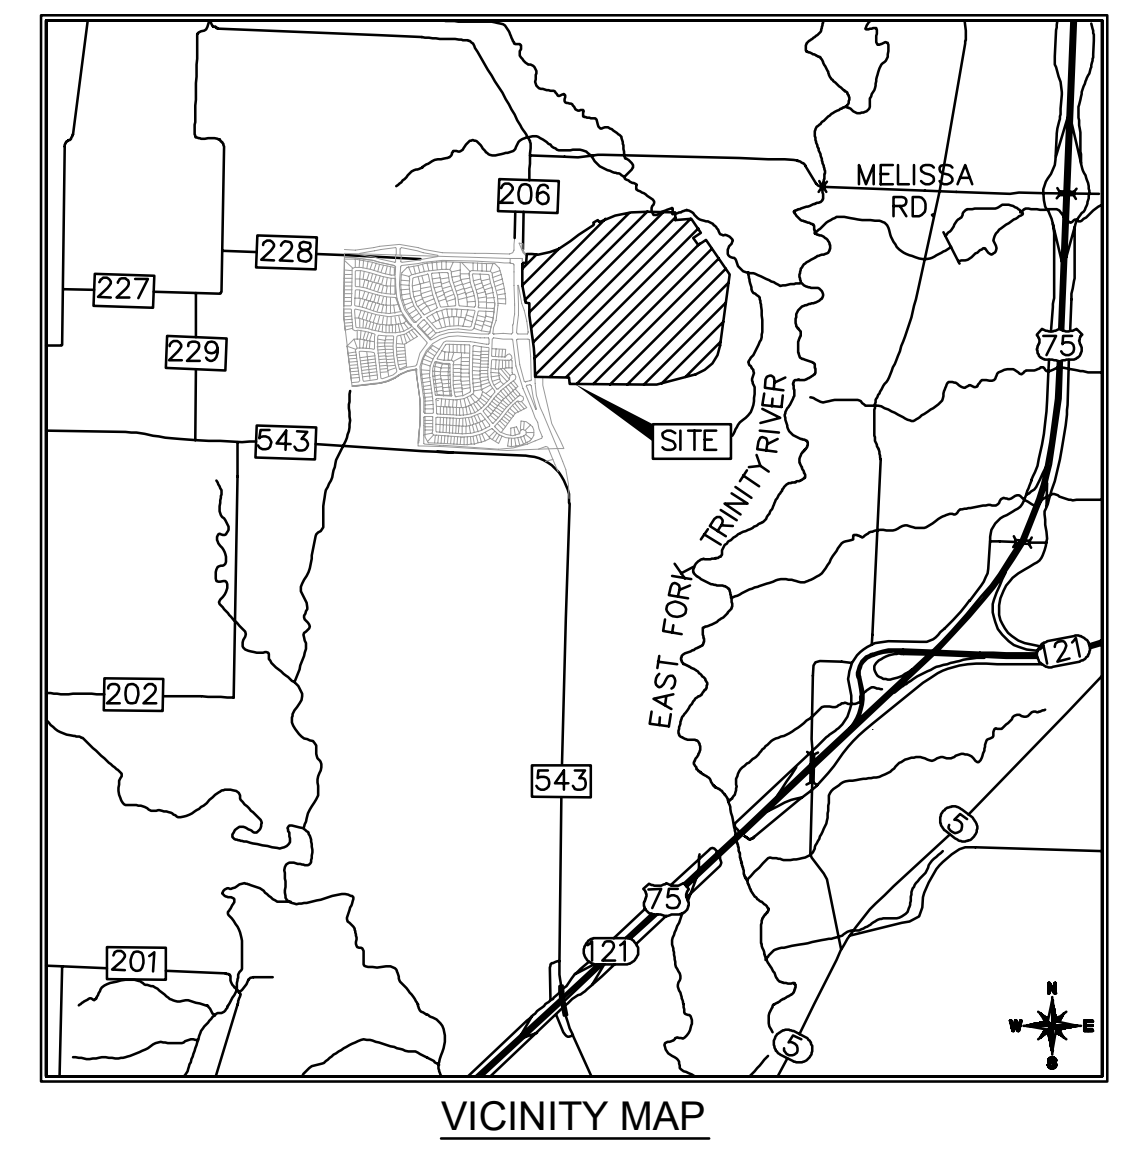 MELISSA
RD.
206
228
227
229
75
543
SITE
EAST FORK TRINITY RIVER
121
202
543
5
75
121
201
N
W E
S
5
VICINITY MAP